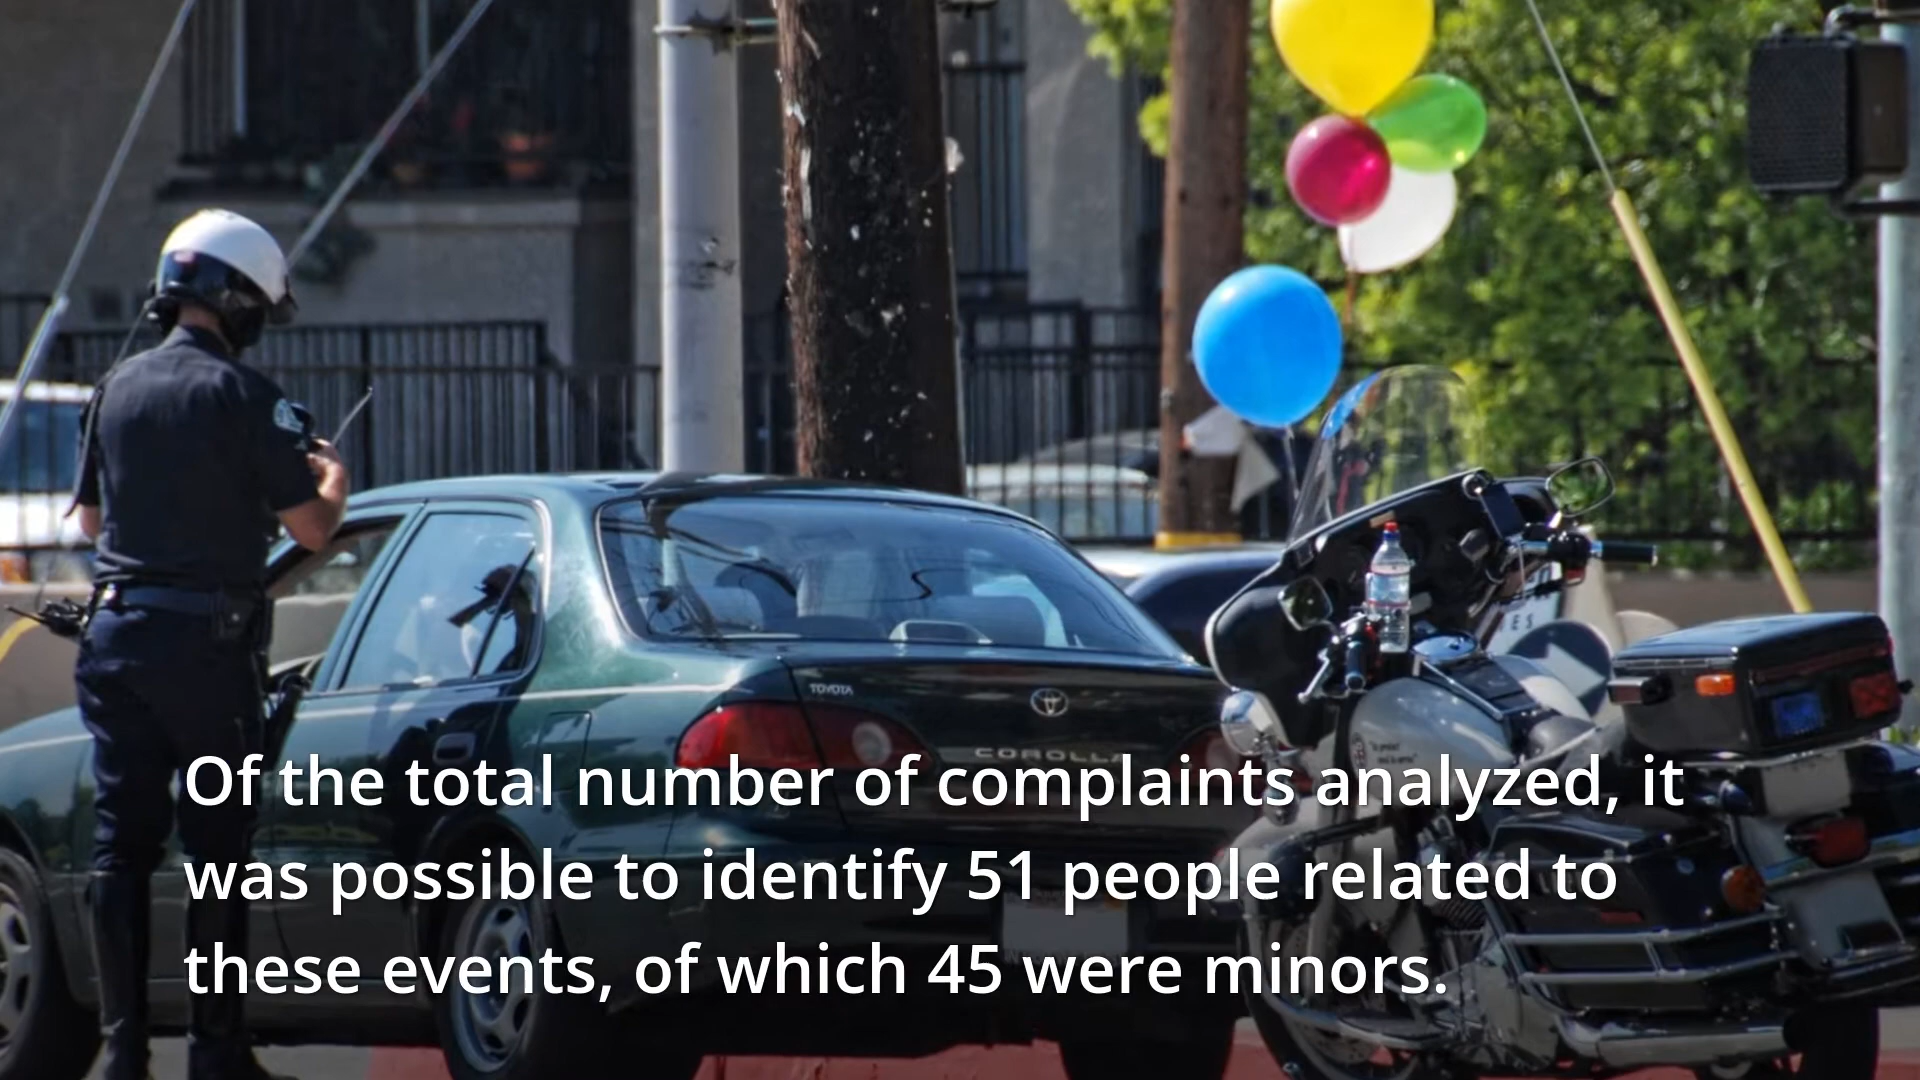 TOYOTA
COROLLA
Of the total number of complaints analyzed, it
was possible to identify 51 people related to
these events, of which 45 were minors.